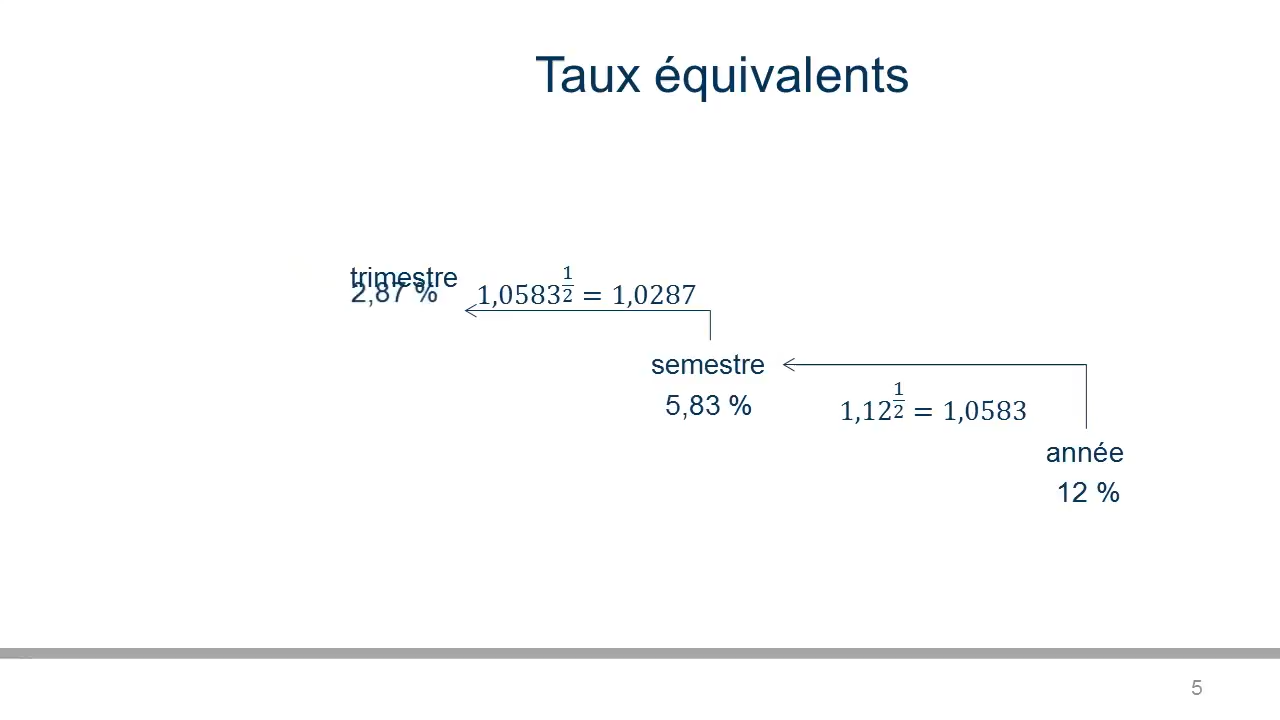 Taux équivalents
trimestre
2,87 %
1,0583^{1/2} = 1,0287
semestre
5,83 %
1,12^{1/2} = 1,0583
année
12 %
5